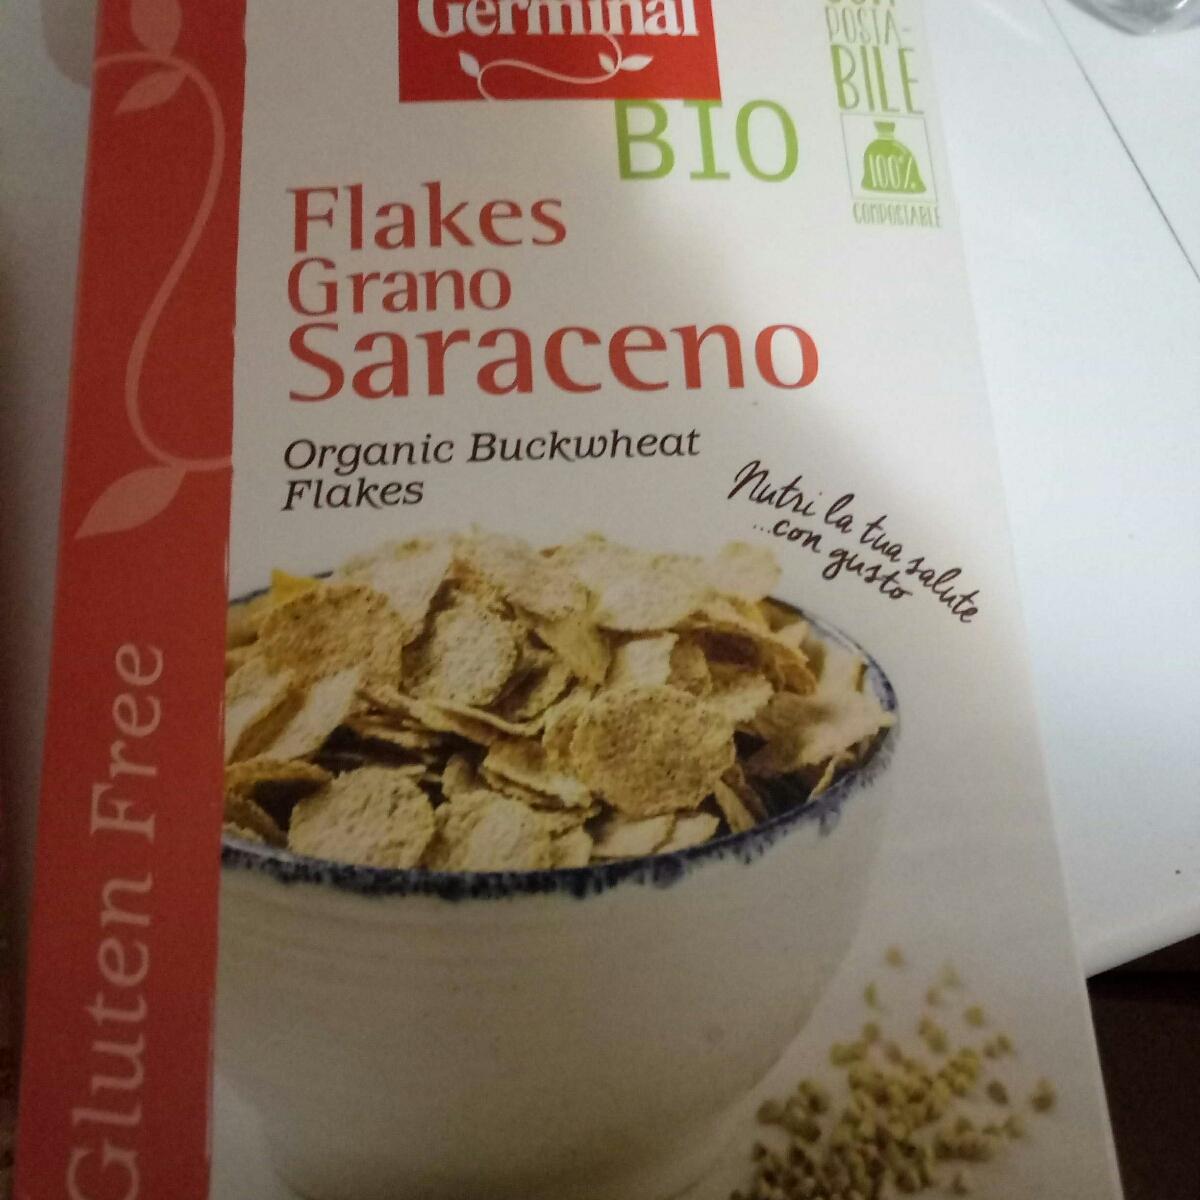 Germinal
BIO
POSTA-
BILE
100%
COMPOSTABLE
Flakes
Grano
Saraceno
Organic Buckwheat
Flakes
Nutri la tua salute
...con gusto
Gluten Free